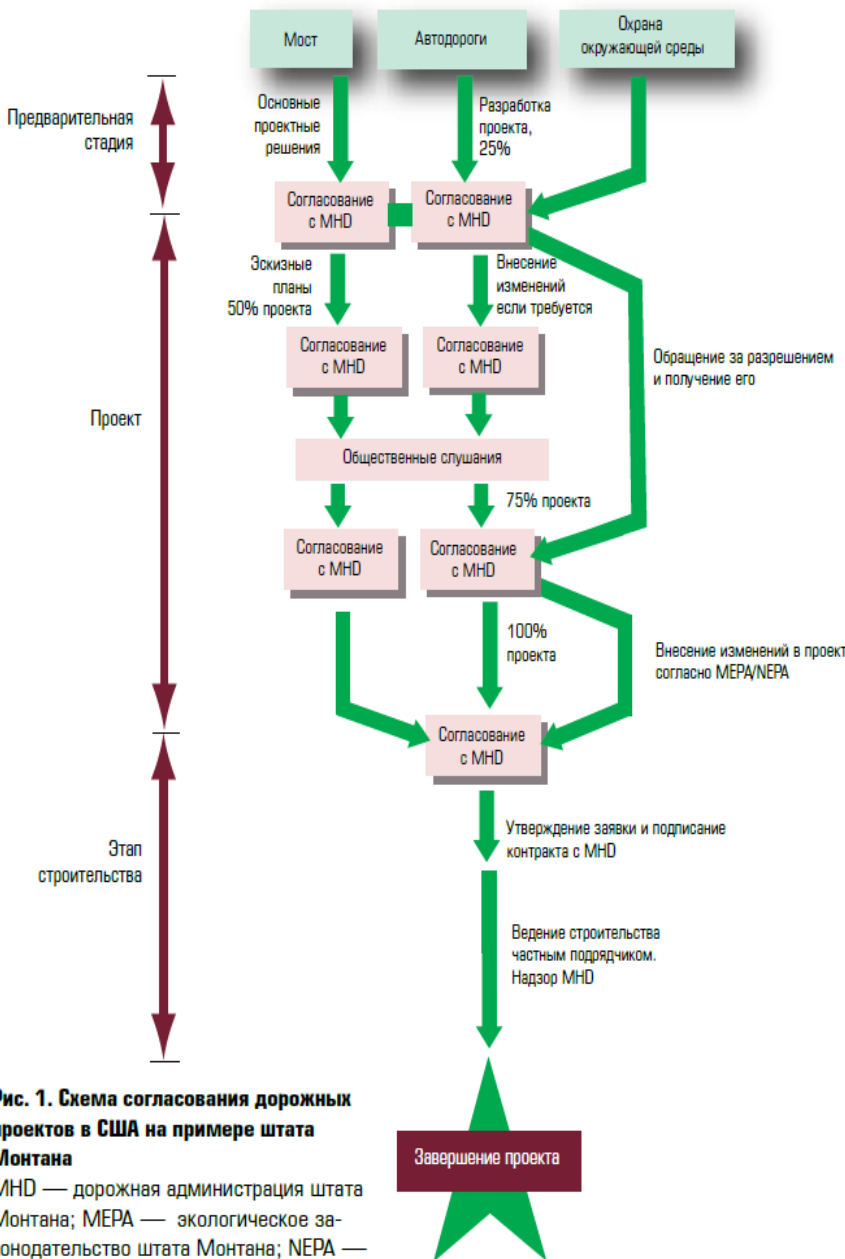 Мост
Автодороги
Охрана
окружающей среды
Предварительная
стадия
Основные
проектные
решения
Разработка
проекта,
25%
Согласование
с MHD
Согласование
с MHD
Эскизные
планы
50% проекта
Внесение
изменений
если требуется
Согласование
с MHD
Согласование
с MHD
Обращение за разрешением
и получение его
Проект
Общественные слушания
75% проекта
Согласование
с MHD
Согласование
с MHD
100%
проекта
Внесение изменений в проект
согласно MEPA/NEPA
Согласование
с MHD
Утверждение заявки и подписание
контракта с MHD
Этап
строительства
Ведение строительства
частным подрядчиком.
Надзор MHD
Рис. 1. Схема согласования дорожных
проектов в США на примере штата
Монтана
MHD — дорожная администрация штата
Монтана; MEPA — экологическое за-
конодательство штата Монтана; NEPA —
Завершение проекта